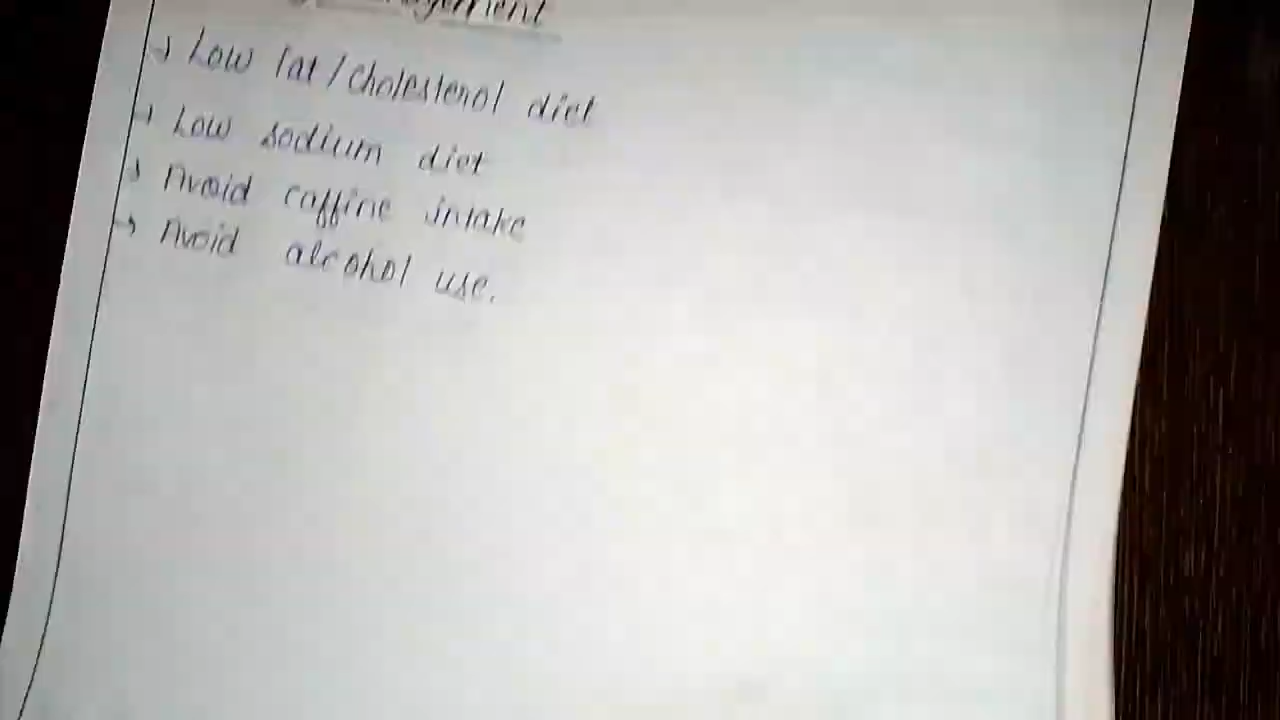 → Low fat/cholesterol diet
→ Low sodium diet
→ Avoid caffine intake
→ Avoid alcohol use.